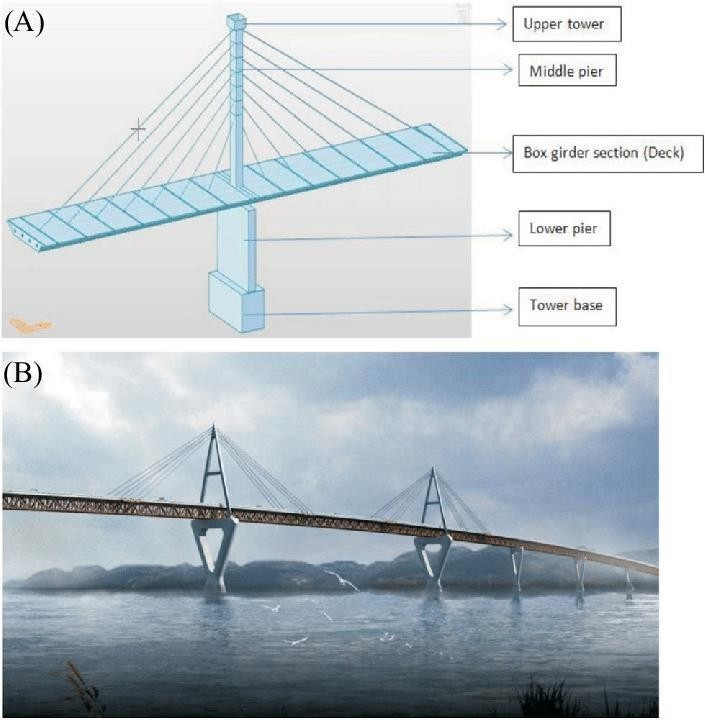 (A)
Upper tower
Middle pier
Box girder section (Deck)
Lower pier
Tower base
(B)